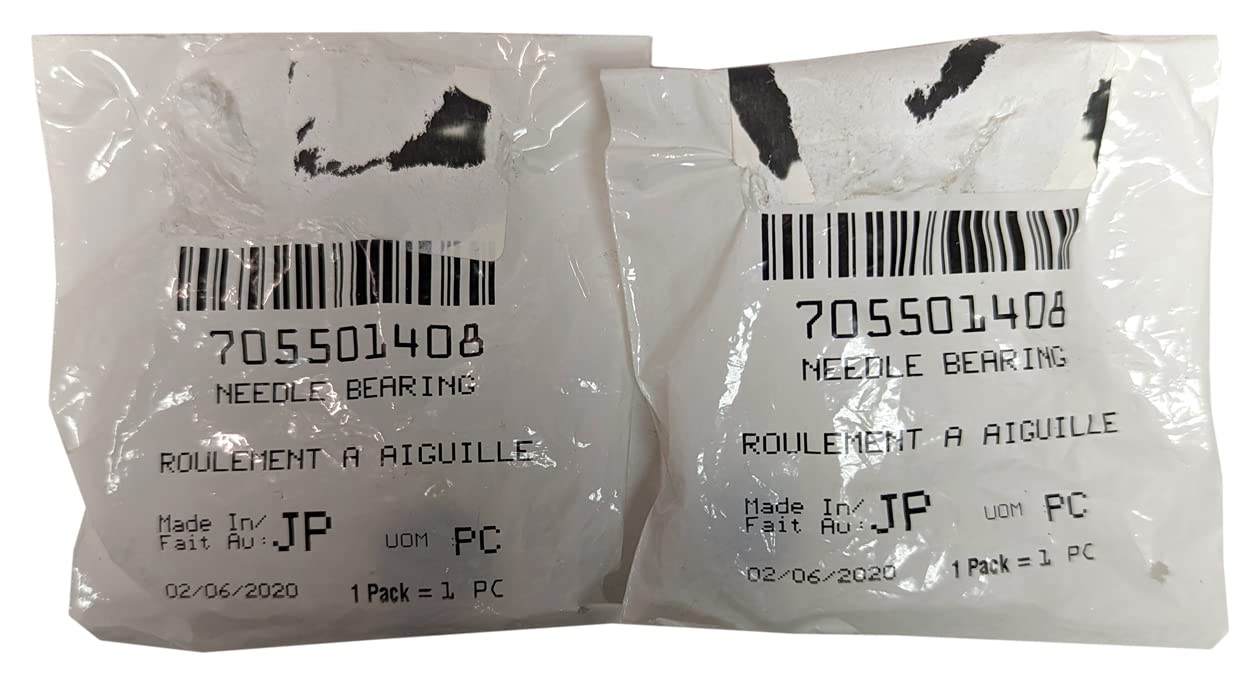 705501408
NEEDLE BEARING
ROULEMENT A AIGUILLE
Made In/
Fait Au: JP UOM PC
02/06/2020 1 Pack = 1 PC
705501408
NEEDLE BEARING
ROULEMENT A AIGUILLE
Made In/
Fait Au: JP UOM PC
02/06/2020 1 Pack = 1 PC